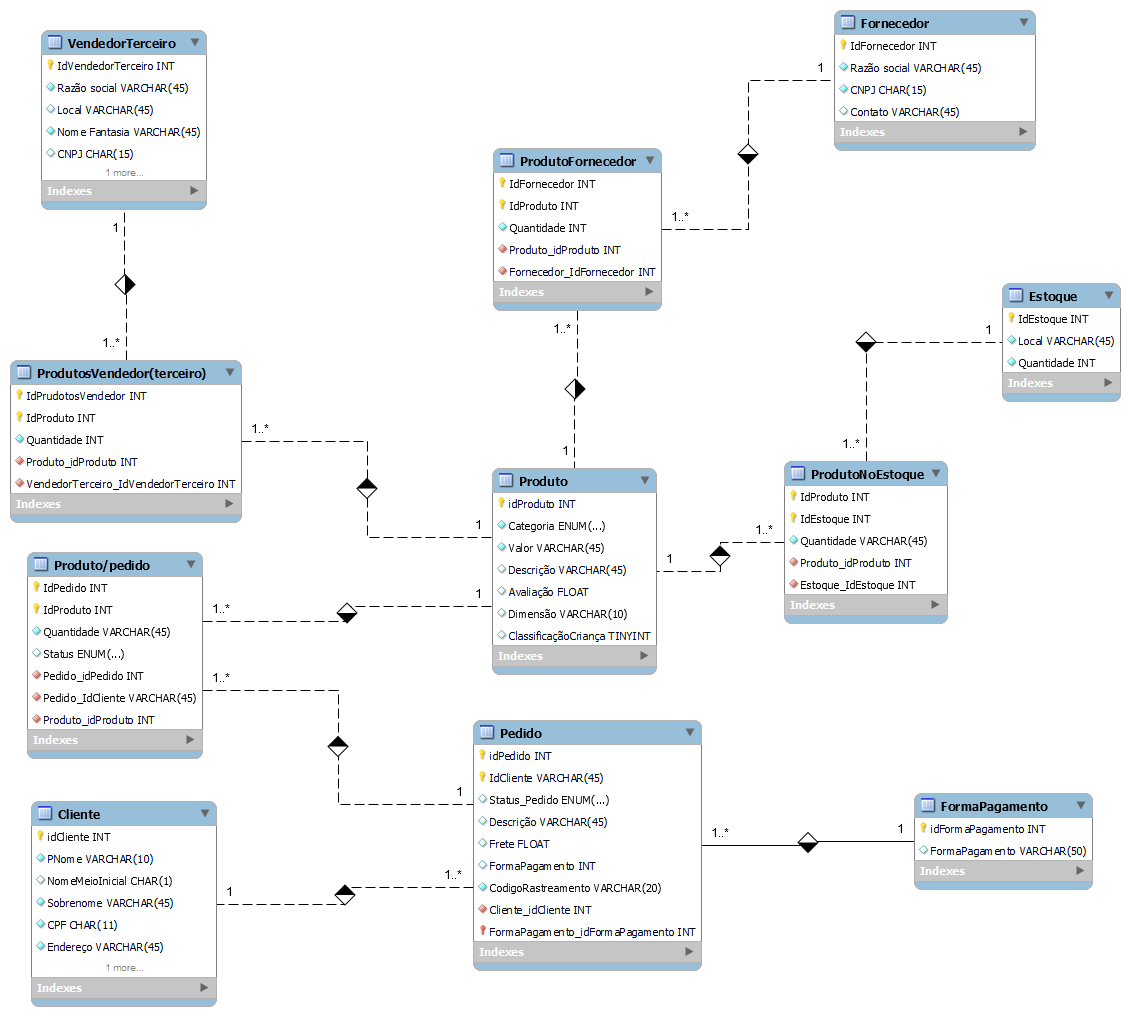 VendedorTerceiro
IdVendedorTerceiro INT
Razão social VARCHAR(45)
Local VARCHAR(45)
Nome Fantasia VARCHAR(45)
CNPJ CHAR(15)
1 more...
Indexes
1
1..*
Fornecedor
IdFornecedor INT
Razão social VARCHAR(45)
CNPJ CHAR(15)
Contato VARCHAR(45)
Indexes
1
1..*
ProdutoFornecedor
IdFornecedor INT
IdProduto INT
Quantidade INT
Produto_idProduto INT
Fornecedor_IdFornecedor INT
Indexes
1..*
1
Estoque
IdEstoque INT
Local VARCHAR(45)
Quantidade INT
Indexes
1
1..*
ProdutosVendedor(terceiro)
IdPrudotosVendedor INT
IdProduto INT
Quantidade INT
Produto_idProduto INT
VendedorTerceiro_IdVendedorTerceiro INT
Indexes
1..*
1
Produto
idProduto INT
Categoria ENUM(...)
Valor VARCHAR(45)
Descrição VARCHAR(45)
Avaliação FLOAT
Dimensão VARCHAR(10)
ClassificaçãoCriança TINYINT
Indexes
1
1..*
ProdutoNoEstoque
IdProduto INT
IdEstoque INT
Quantidade VARCHAR(45)
Produto_idProduto INT
Estoque_IdEstoque INT
Indexes
Produto/pedido
IdPedido INT
IdProduto INT
Quantidade VARCHAR(45)
Status ENUM(...)
Pedido_idPedido INT
Pedido_IdCliente VARCHAR(45)
Produto_idProduto INT
Indexes
1..*
1
1..*
1
Pedido
idPedido INT
IdCliente VARCHAR(45)
Status_Pedido ENUM(...)
Descrição VARCHAR(45)
Frete FLOAT
FormaPagamento INT
CodigoRastreamento VARCHAR(20)
Cliente_idCliente INT
FormaPagamento_idFormaPagamento INT
Indexes
1..*
1
FormaPagamento
idFormaPagamento INT
FormaPagamento VARCHAR(50)
Indexes
Cliente
idCliente INT
PNome VARCHAR(10)
NomeMeioInicial CHAR(1)
Sobrenome VARCHAR(45)
CPF CHAR(11)
Endereço VARCHAR(45)
1 more...
Indexes
1
1..*